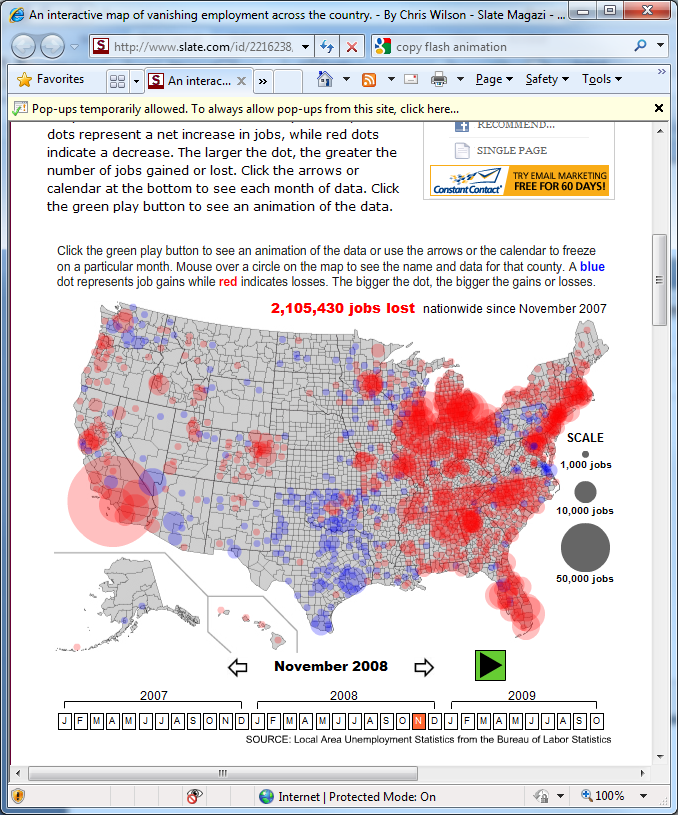 An interactive map of vanishing employment across the country. - By Chris Wilson - Slate Magazi - ...
http://www.slate.com/id/2216238,
copy flash animation
Favorites
An interac...
Page
Safety
Tools
Pop-ups temporarily allowed. To always allow pop-ups from this site, click here...
dots represent a net increase in jobs, while red dots
indicate a decrease. The larger the dot, the greater the
number of jobs gained or lost. Click the arrows or
calendar at the bottom to see each month of data. Click
the green play button to see an animation of the data.
RECOMMEND...
SINGLE PAGE
Constant Contact
TRY EMAIL MARKETING
FREE FOR 60 DAYS!
Click the green play button to see an animation of the data or use the arrows or the calendar to freeze
on a particular month. Mouse over a circle on the map to see the name and data for that county. A blue
dot represents job gains while red indicates losses. The bigger the dot, the bigger the gains or losses.
2,105,430 jobs lost nationwide since November 2007
SCALE
1,000 jobs
10,000 jobs
50,000 jobs
November 2008
2007 2008 2009
J F M A M J J A S O N D J F M A M J J A S O N D J F M A M J J A S O
SOURCE: Local Area Unemployment Statistics from the Bureau of Labor Statistics
Internet | Protected Mode: On
100%